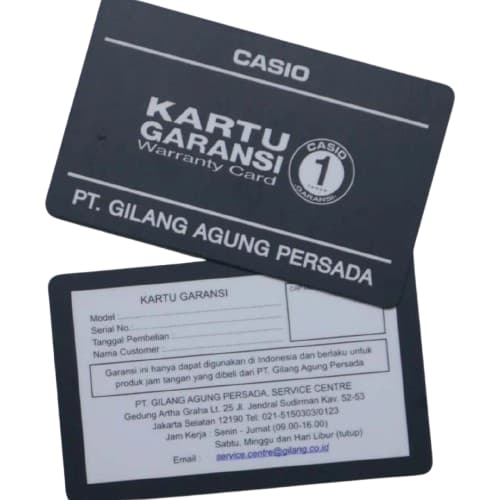 CASIO
KARTU
GARANSI
Warranty Card
CASIO
1
TAHUN
GARANSI
PT. GILANG AGUNG PERSADA
KARTU GARANSI
Model :
Serial No.:
Tanggal Pembelian :
Nama Customer :
Garansi ini hanya dapat digunakan di Indonesia dan berlaku untuk
produk jam tangan yang dibeli dari PT. Gilang Agung Persada
PT. GILANG AGUNG PERSADA, SERVICE CENTRE
Gedung Artha Graha Lt. 25 Jl. Jendral Sudirman Kav. 52-53
Jakarta Selatan 12190 Tel: 021-5150303/0123
Jam Kerja : Senin - Jumat (09.00-16.00)
Sabtu, Minggu dan Hari Libur (tutup)
Email : service.centre@gilang.co.id